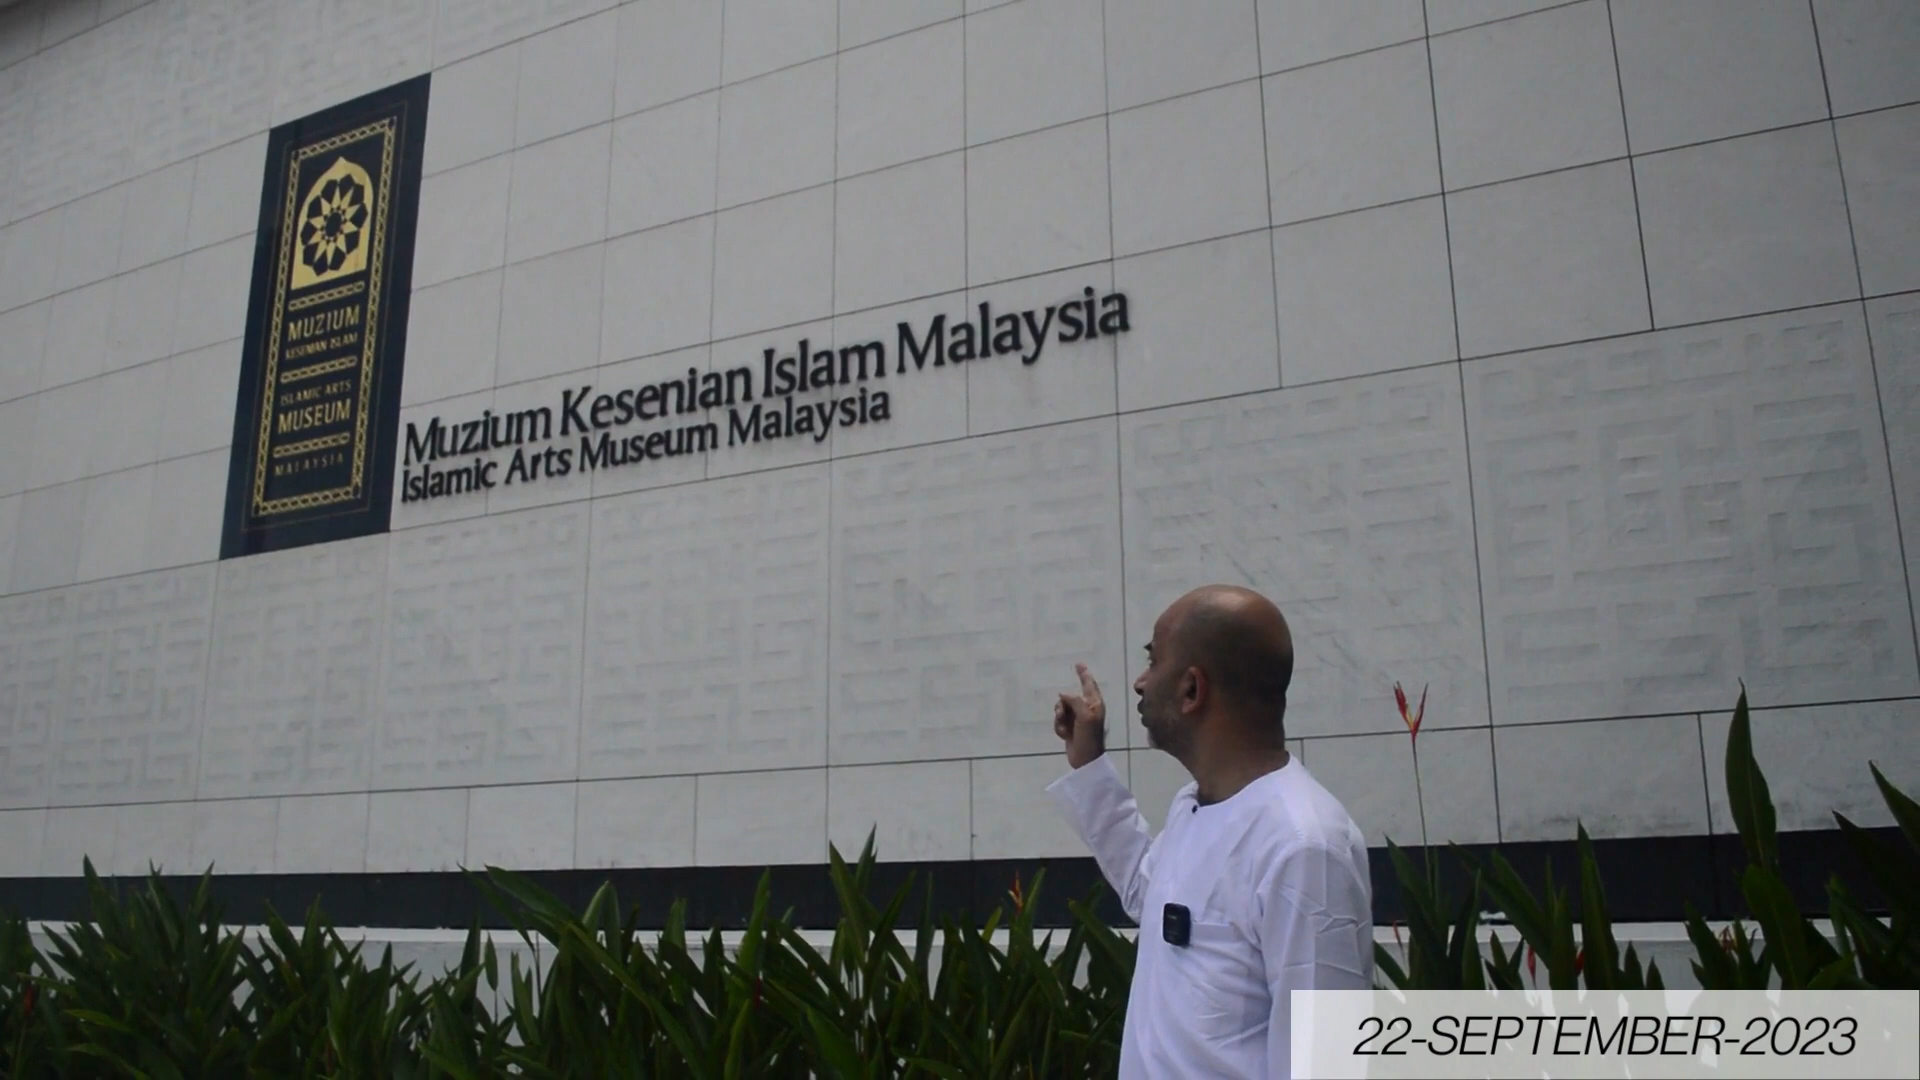 MUZIUM
KESENIAN ISLAM
ISLAMIC ARTS
MUSEUM
MALAYSIA
Muzium Kesenian Islam Malaysia
Islamic Arts Museum Malaysia
22-SEPTEMBER-2023